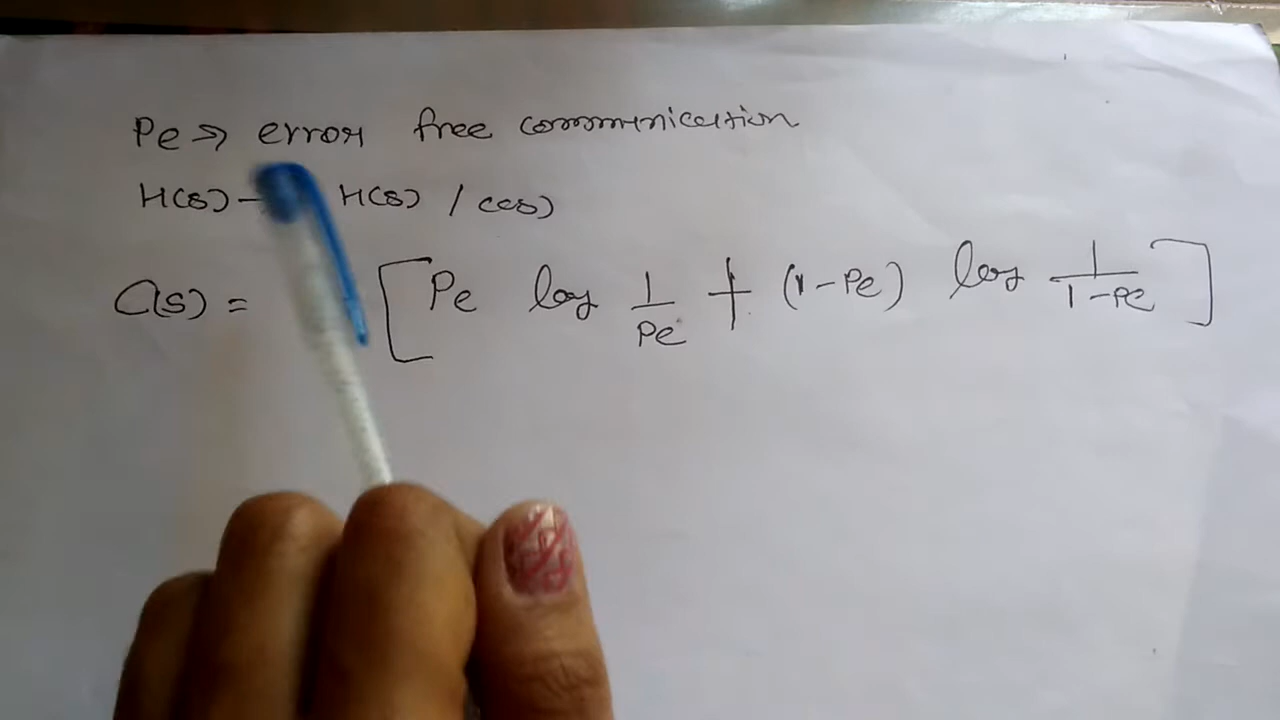 Pe ⇒ error free communication
H(s) – H(s) / C(s)
C(s) = [ Pe log 1/Pe + (1-Pe) log 1/1-Pe ]